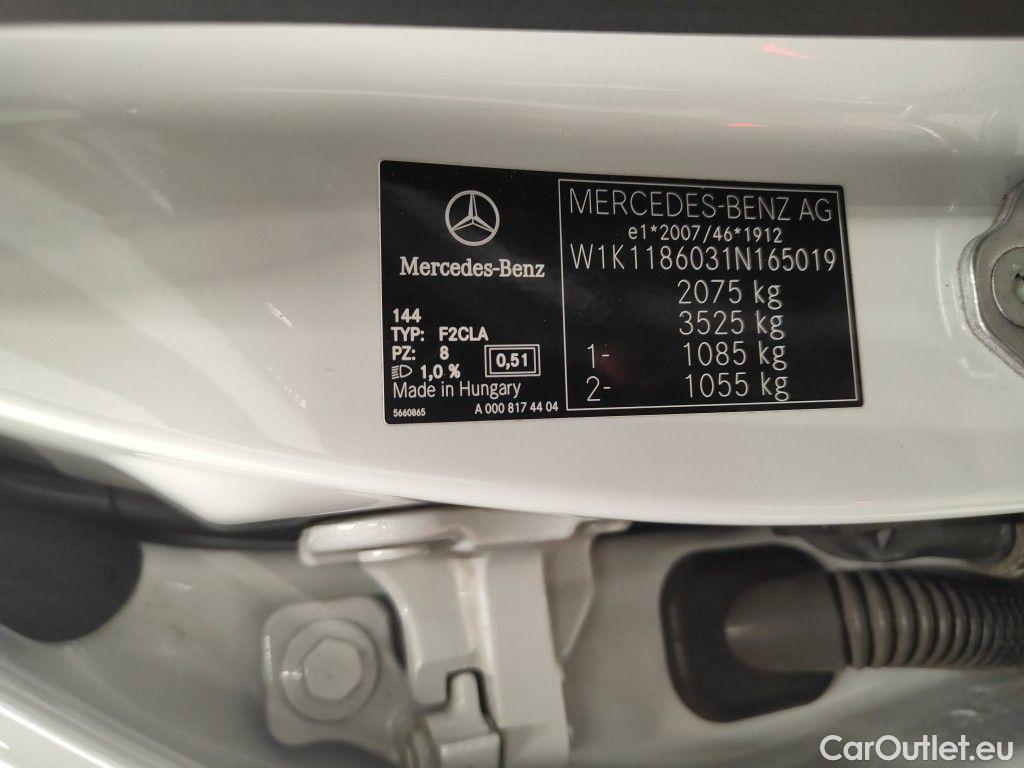 Mercedes-Benz
144
TYP: F2CLA
PZ: 8
1,0 % 0,51
Made in Hungary
5660865 A 000 817 44 04
MERCEDES-BENZ AG
e1*2007/46*1912
W1K1186031N165019
2075 kg
3525 kg
1- 1085 kg
2- 1055 kg
CarOutlet.eu